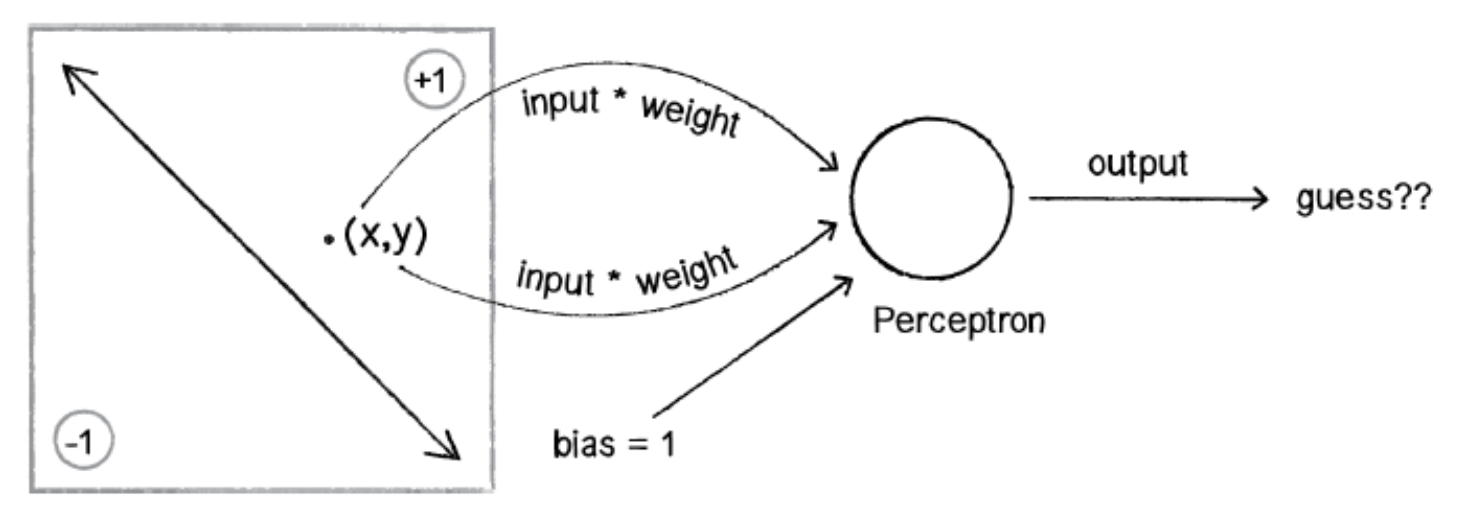 +1
input * weight
output
guess??
.(x,y)
input * weight
Perceptron
bias = 1
-1